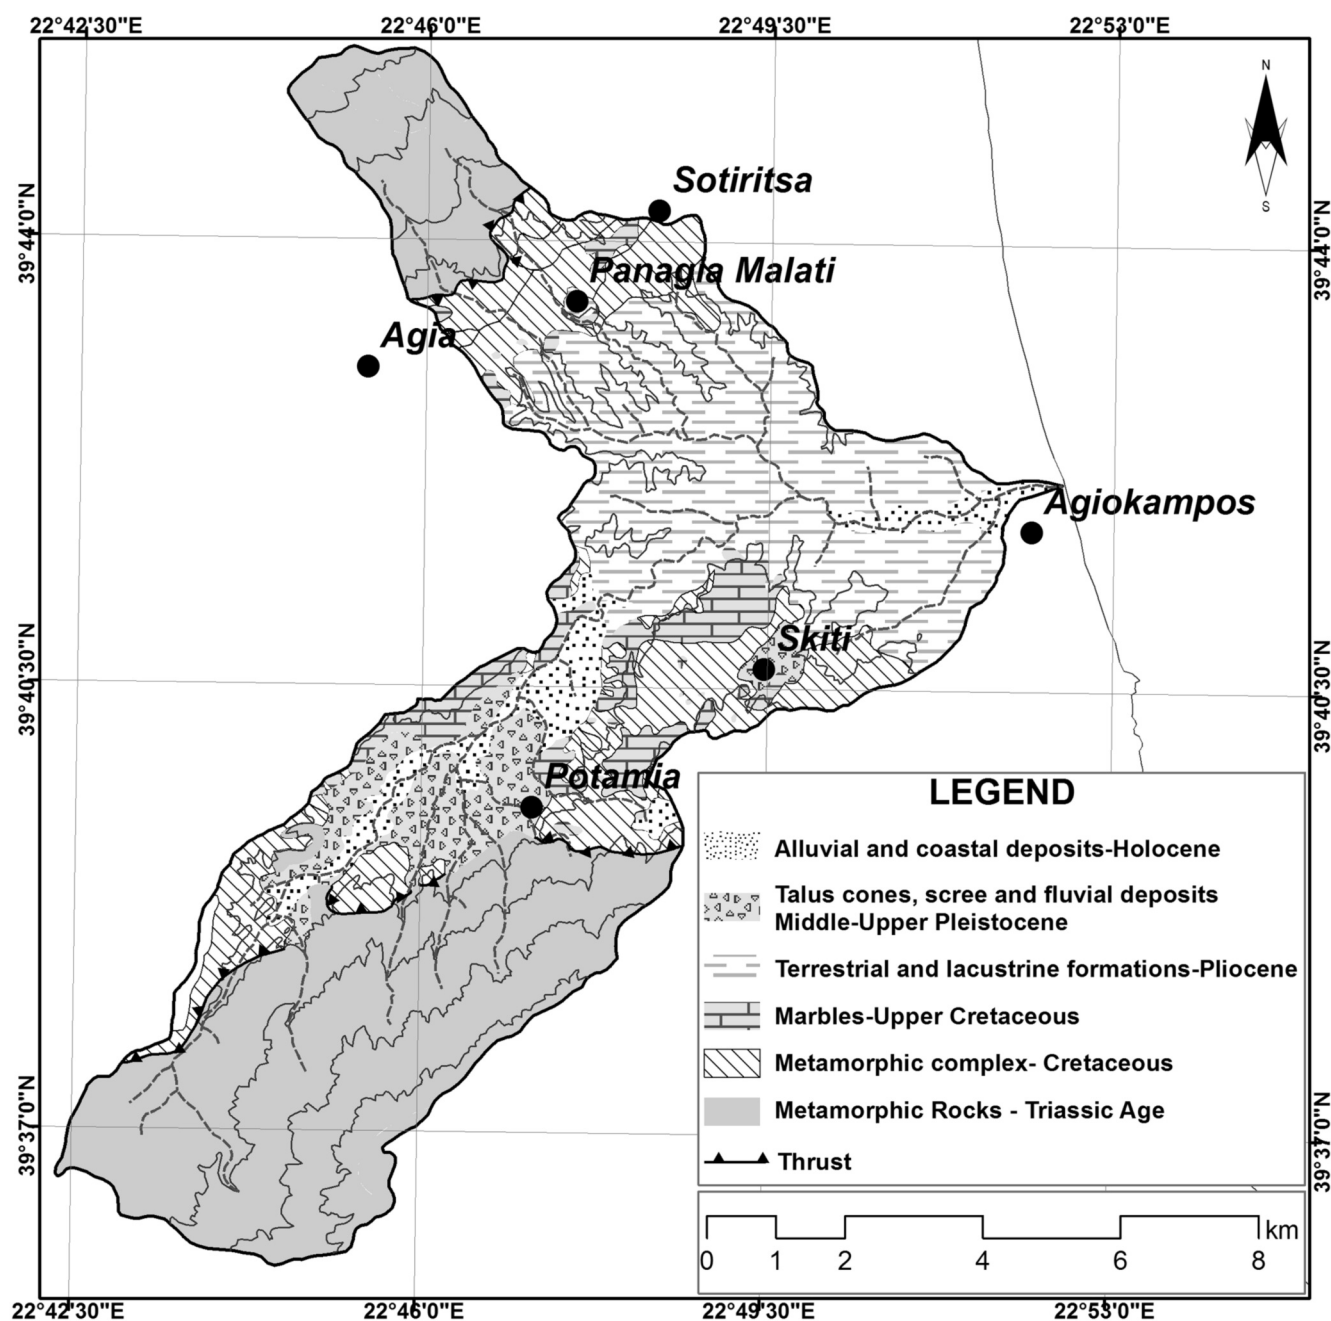 22°42'30"E 22°46'0"E 22°49'30"E 22°53'0"E
N
S
Sotiritsa
39°44'0"N
39°44'0"N
Panagia Malati
Agia
Agiokampos
Skiti
39°40'30"N
39°40'30"N
Potamia
LEGEND
Alluvial and coastal deposits-Holocene
Talus cones, scree and fluvial deposits
Middle-Upper Pleistocene
Terrestrial and lacustrine formations-Pliocene
Marbles-Upper Cretaceous
Metamorphic complex- Cretaceous
Metamorphic Rocks - Triassic Age
Thrust
39°37'0"N
39°37'0"N
km
0 1 2 4 6 8
22°42'30"E 22°46'0"E 22°49'30"E 22°53'0"E